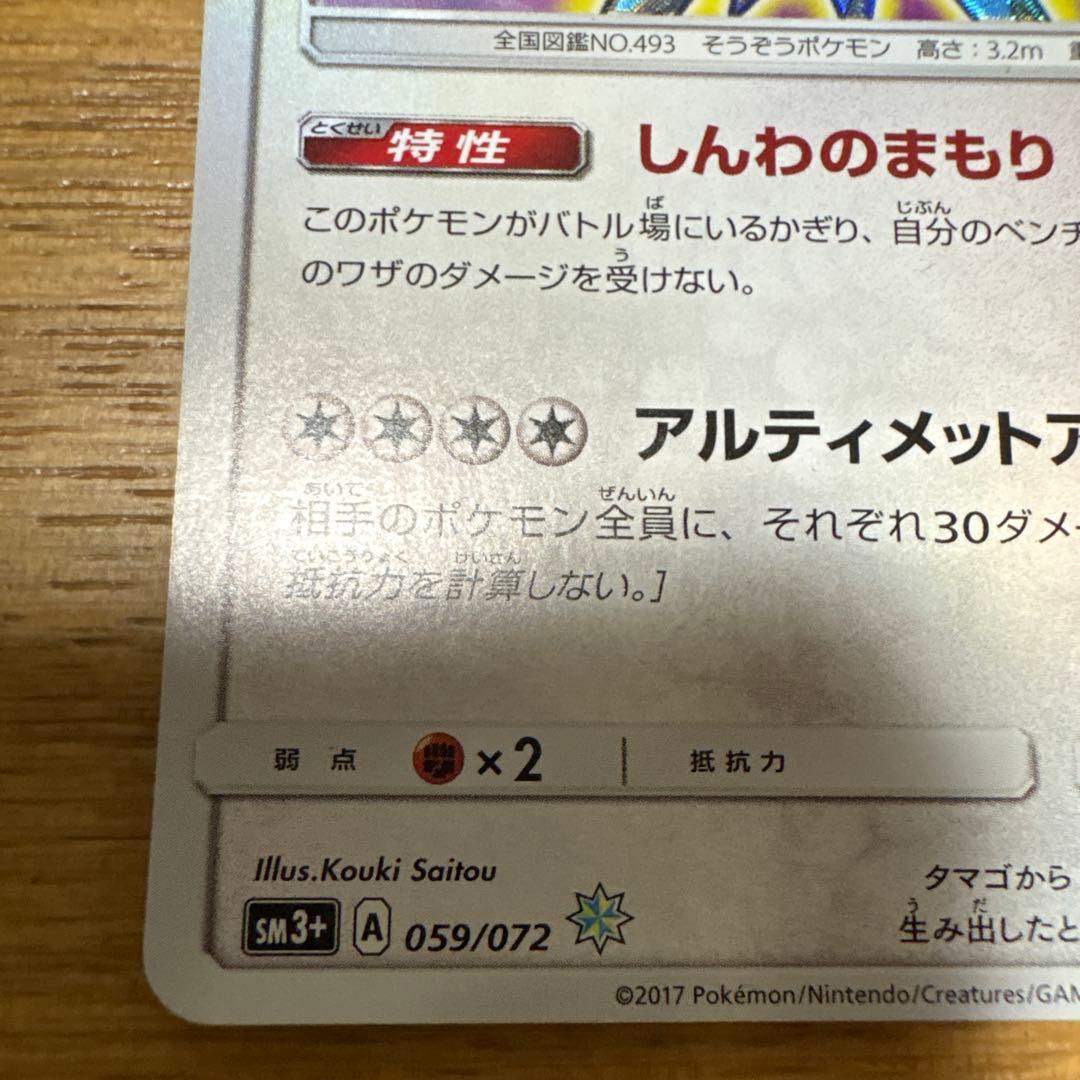 全国図鑑NO.493 そうぞうポケモン 高さ:3.2m
とくせい
特性 しんわのまもり
ば じぶん
このポケモンがバトル場にいるかぎり、自分のベンチ
う
のワザのダメージを受けない。
アルティメット
あいて ぜんいん
相手のポケモン全員に、それぞれ30ダメー
ていこうりょく けいさん
抵抗力を計算しない。]
弱点 ×2 抵抗力
Illus.Kouki Saitou
タマゴから
う だ
SM3+ A 059/072 生み出したと
©2017 Pokémon/Nintendo/Creatures/GAM